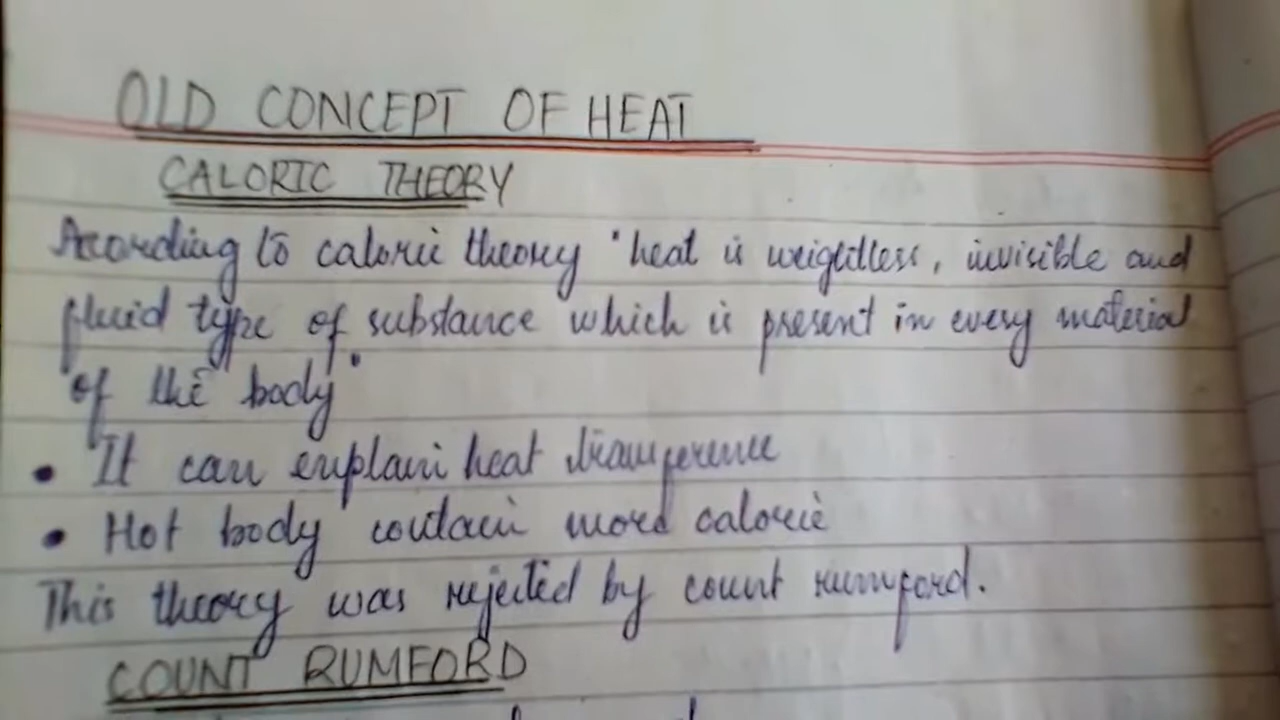 OLD CONCEPT OF HEAT
CALORIC THEORY
According to caloric theory "heat is weightless, invisible and
fluid type of substance which is present in every material
of the body"
• It can explain heat transference
• Hot body contain more caloric
This theory was rejected by count rumford.
COUNT RUMFORD